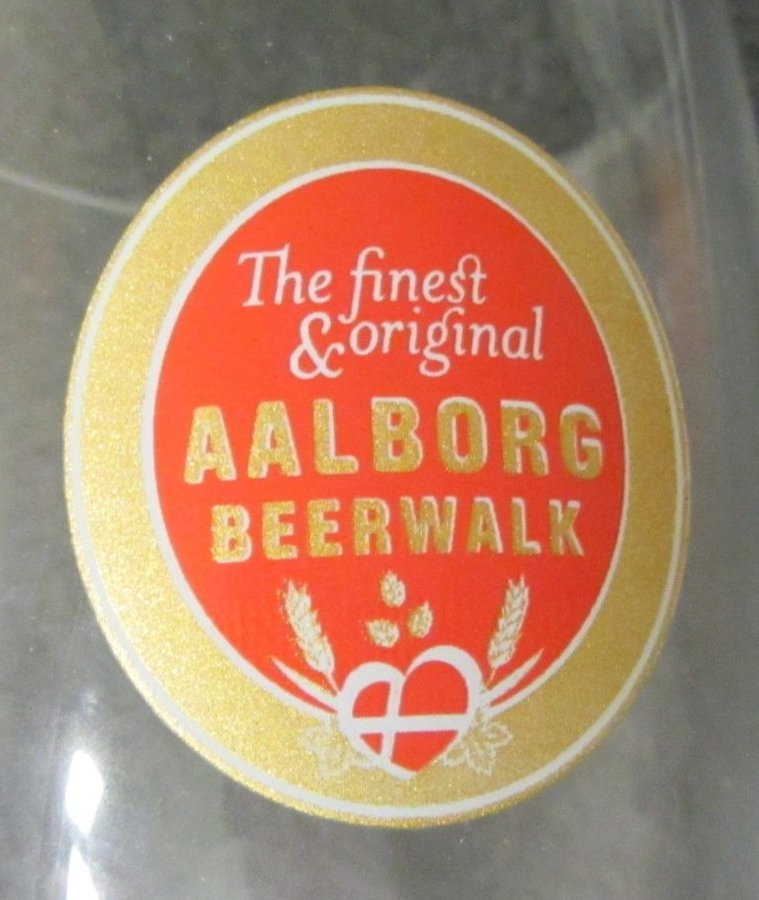 The finest
& original
AALBORG
BEERWALK